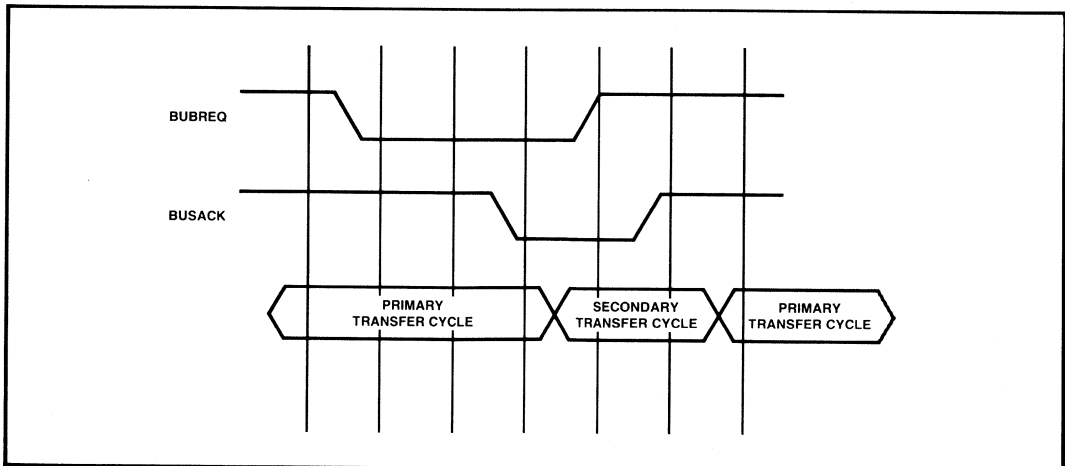 BUBREQ
BUSACK
PRIMARY
TRANSFER CYCLE
SECONDARY
TRANSFER CYCLE
PRIMARY
TRANSFER CYCLE